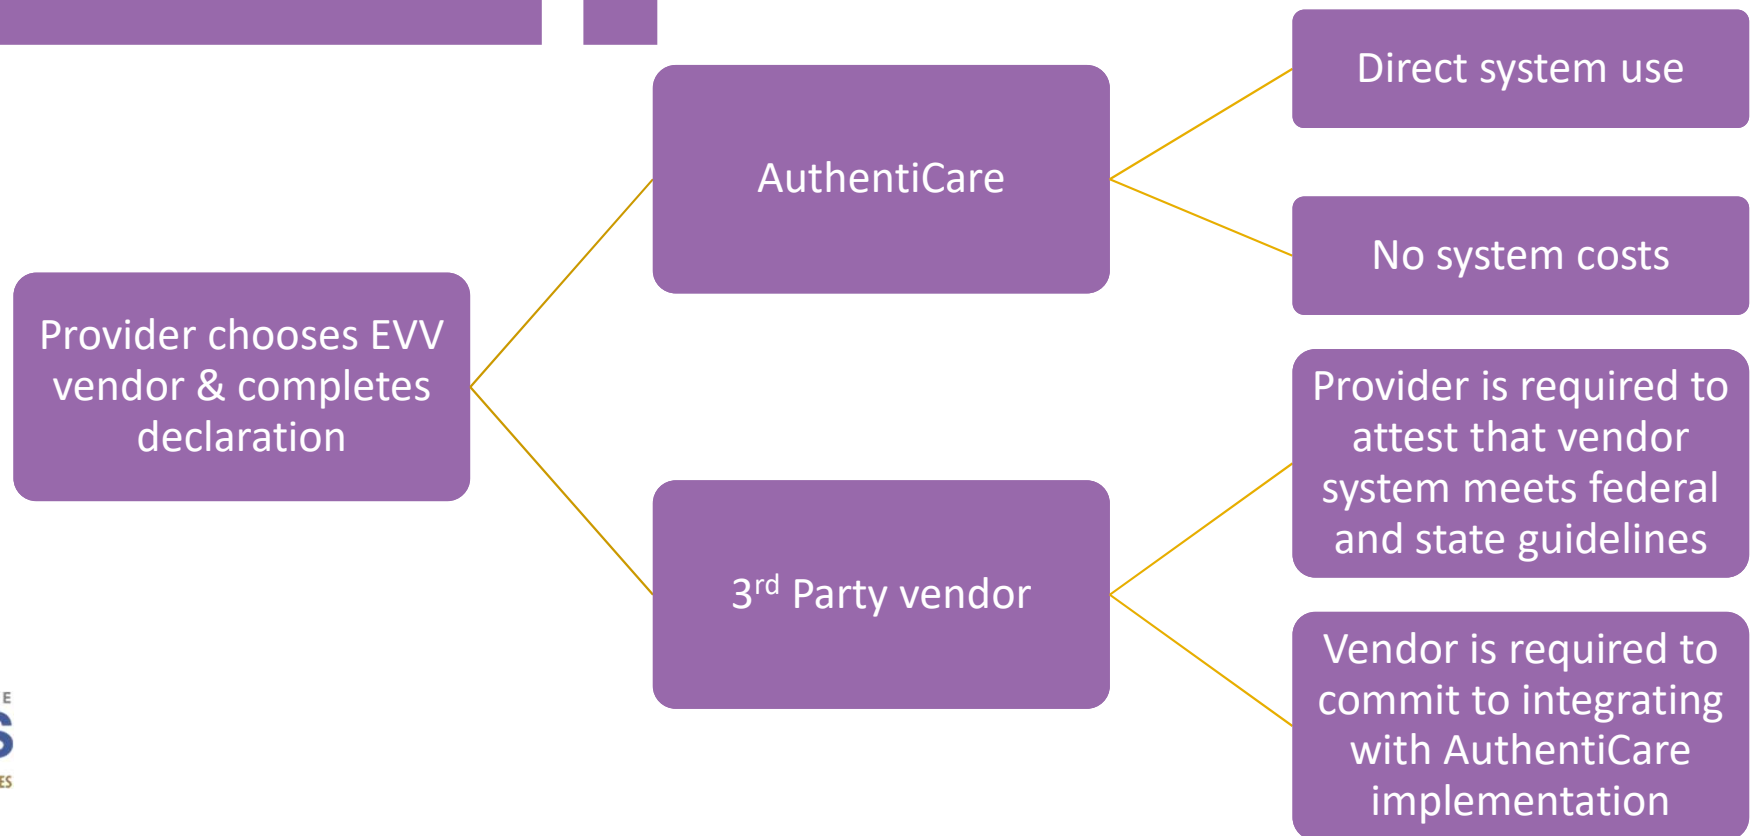 Direct system use
AuthentiCare
No system costs
Provider chooses EVV
vendor & completes
declaration
Provider is required to
attest that vendor
system meets federal
and state guidelines
3rd Party vendor
Vendor is required to
commit to integrating
with AuthentiCare
implementation
E
S
ES